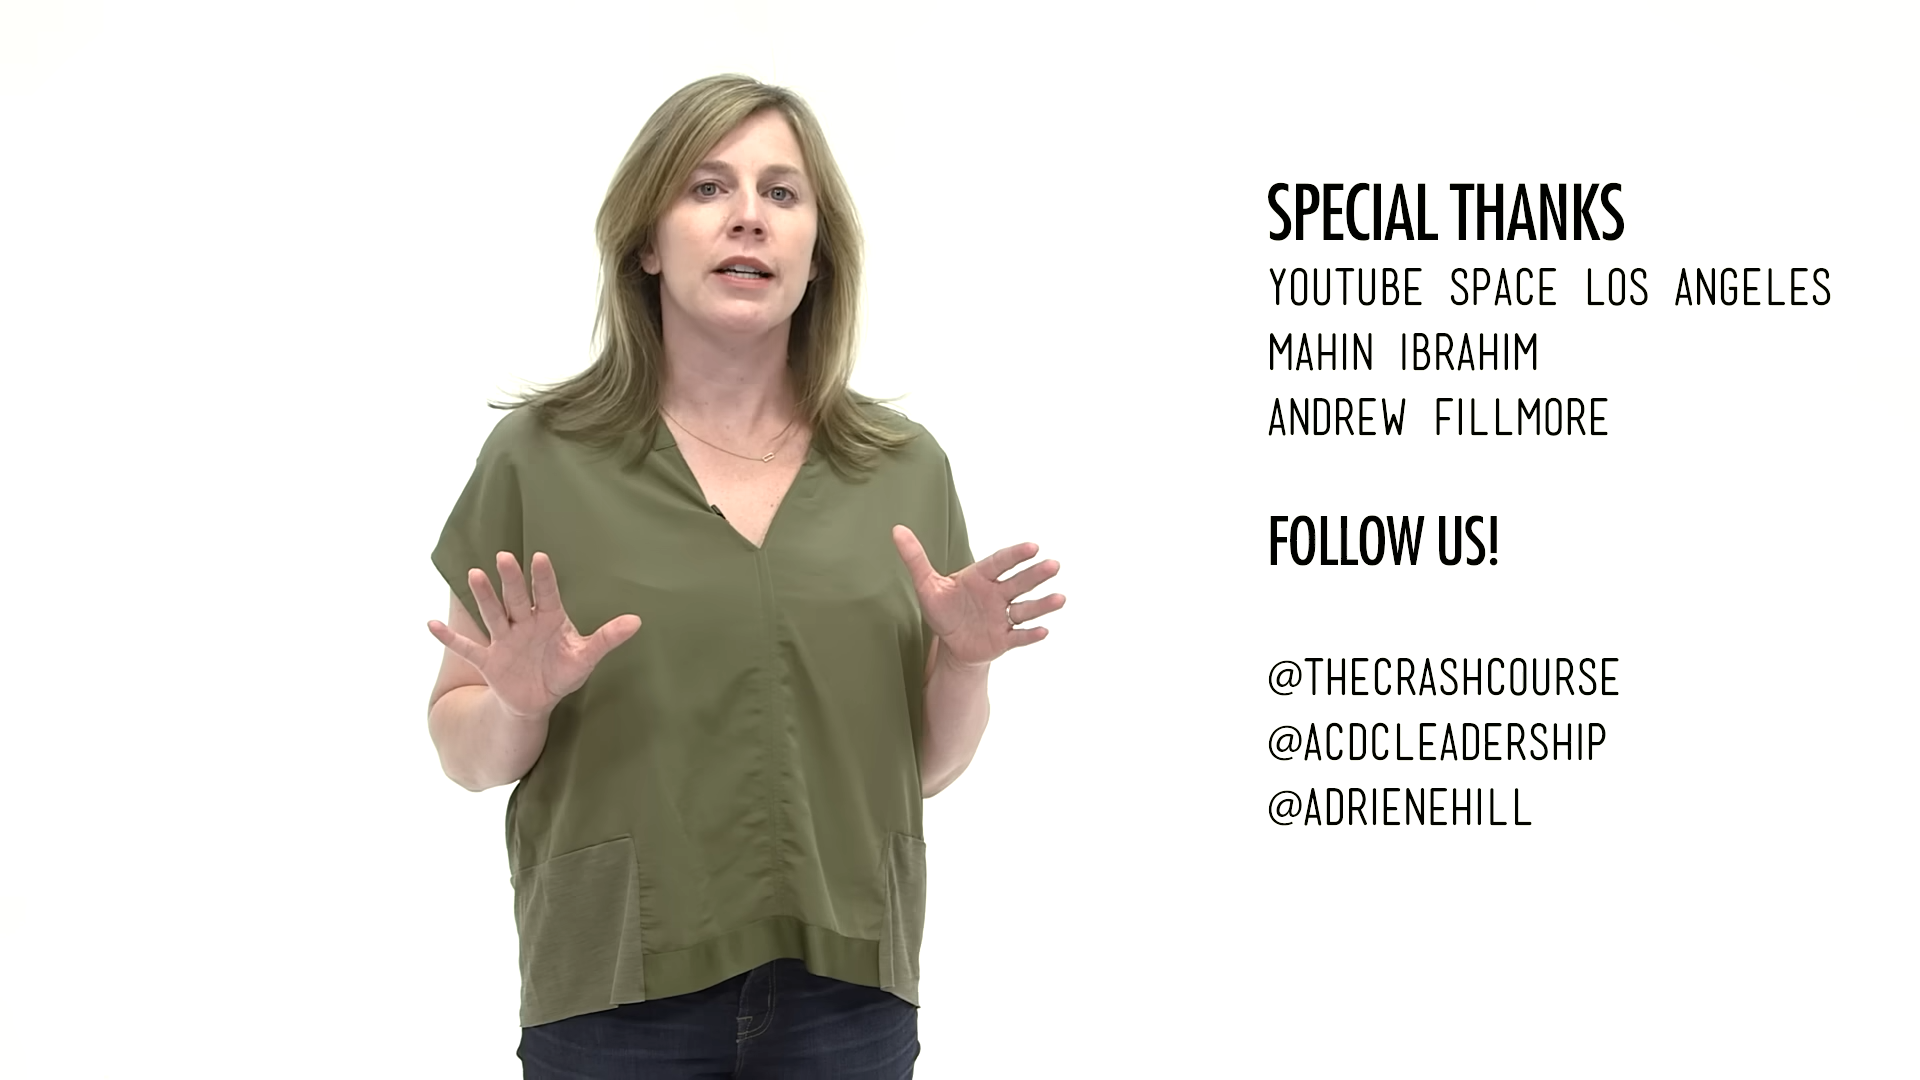 SPECIAL THANKS
YOUTUBE SPACE LOS ANGELES
MAHIN IBRAHIM
ANDREW FILLMORE
FOLLOW US!
@THECRASHCOURSE
@ACDCLEADERSHIP
@ADRIENEHILL